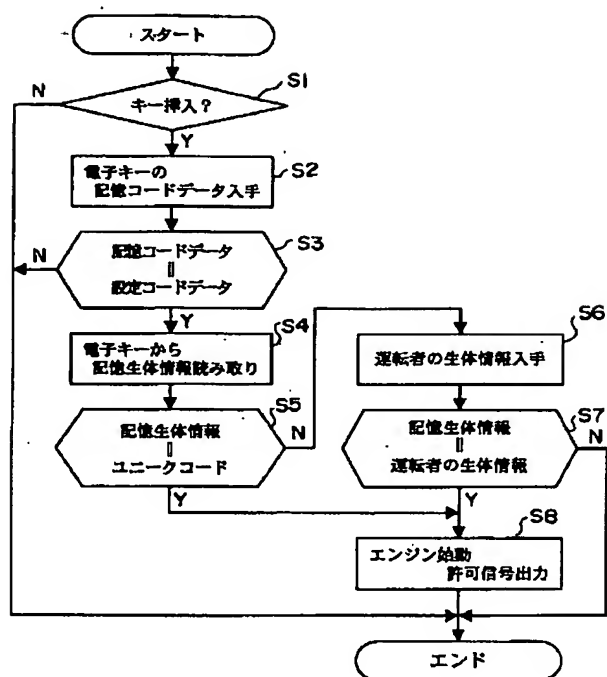 スタート
S1
N
キー挿入?
Y
S2
電子キーの
記憶コードデータ入手
S3
N
記憶コードデータ
||
設定コードデータ
Y
S4
電子キーから
記憶生体情報読み取り
S5
記憶生体情報
||
ユニークコード
N
Y
S6
運転者の生体情報入手
S7
記憶生体情報
||
運転者の生体情報
N
Y
S8
エンジン始動
許可信号出力
エンド